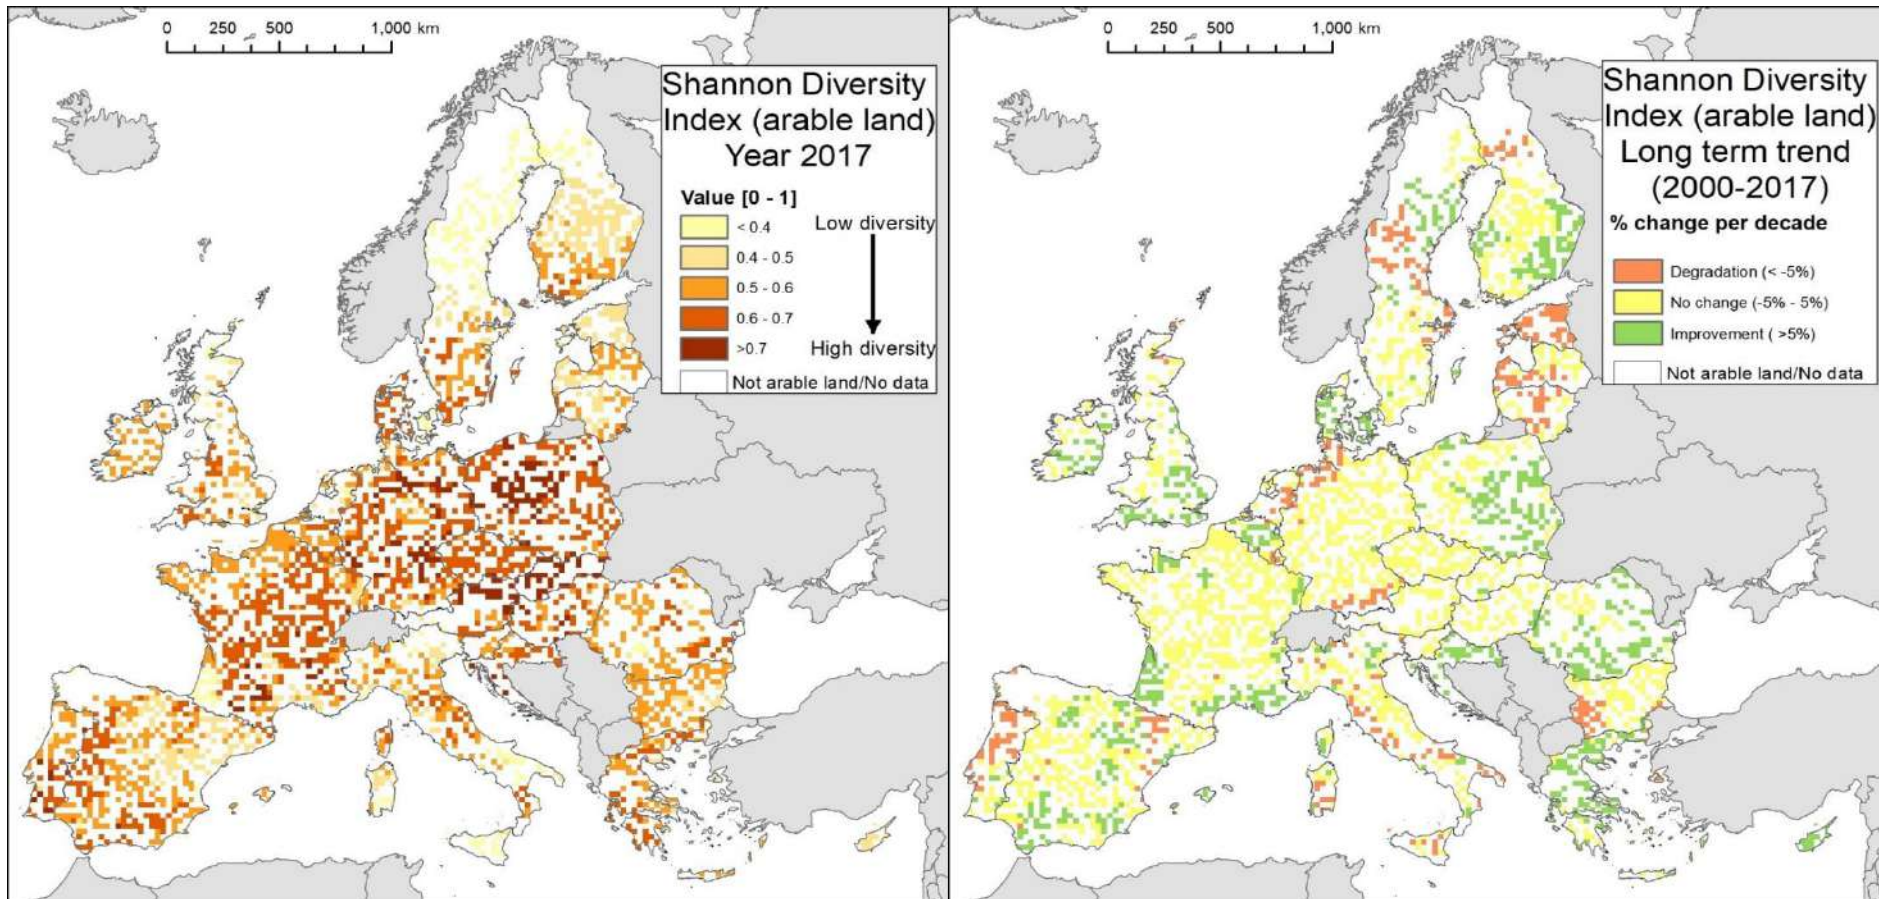 0 250 500 1,000 km
Shannon Diversity
Index (arable land)
Year 2017
Value [0 - 1]
< 0.4
Low diversity
0.4 - 0.5
0.5 - 0.6
0.6 - 0.7
>0.7
High diversity
Not arable land/No data
0 250 500 1,000 km
Shannon Diversity
Index (arable land)
Long term trend
(2000-2017)
% change per decade
Degradation (< -5%)
No change (-5% - 5%)
Improvement ( >5%)
Not arable land/No data